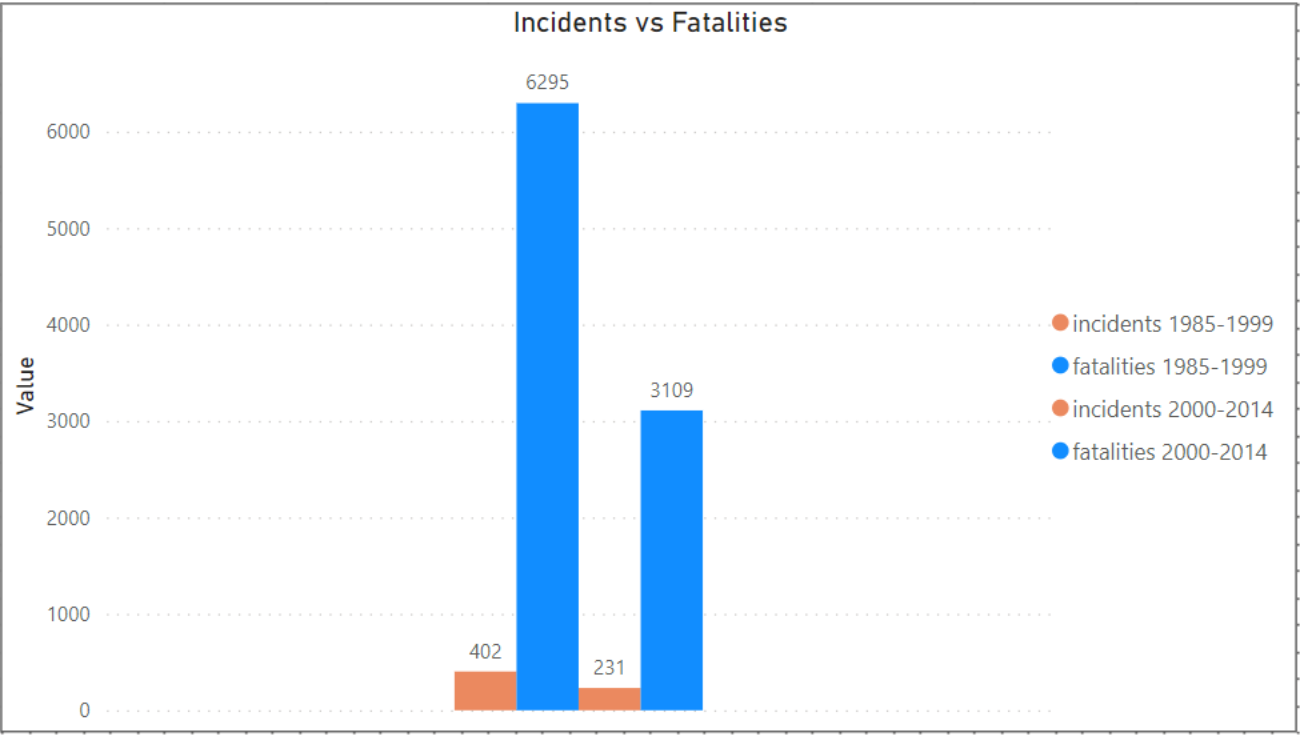 Incidents vs Fatalities
6295
6000
5000
4000
incidents 1985-1999
fatalities 1985-1999
Value
3109
incidents 2000-2014
3000
fatalities 2000-2014
2000
1000
402
231
0